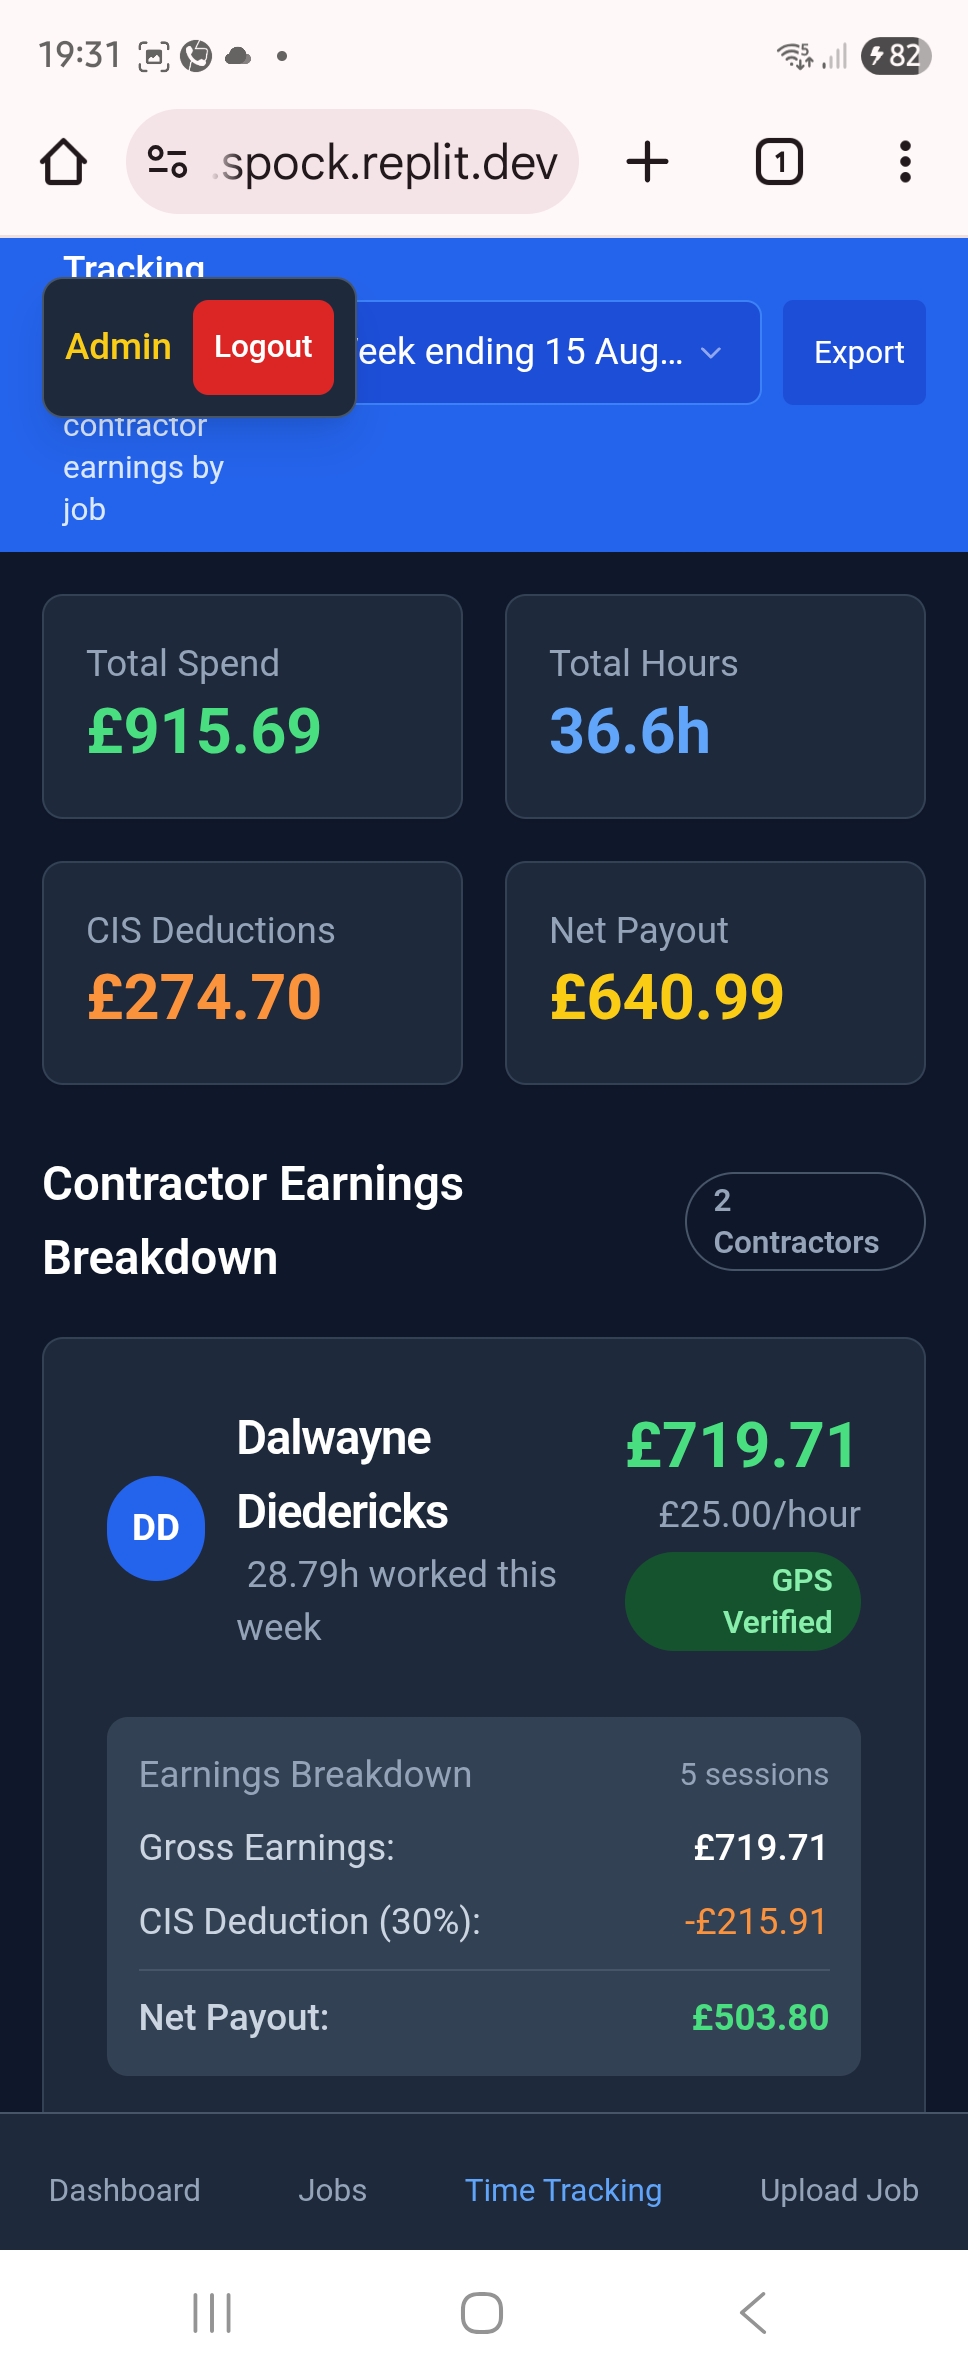 19:31
5
82
.spock.replit.dev
1
Tracking
Admin
Logout
eek ending 15 Aug...
Export
contractor
earnings by
job
Total Spend
£915.69
Total Hours
36.6h
CIS Deductions
£274.70
Net Payout
£640.99
Contractor Earnings
Breakdown
2
Contractors
DD
Dalwayne
Diedericks
28.79h worked this
week
£719.71
£25.00/hour
GPS
Verified
Earnings Breakdown
5 sessions
Gross Earnings:
£719.71
CIS Deduction (30%):
-£215.91
Net Payout:
£503.80
Dashboard
Jobs
Time Tracking
Upload Job